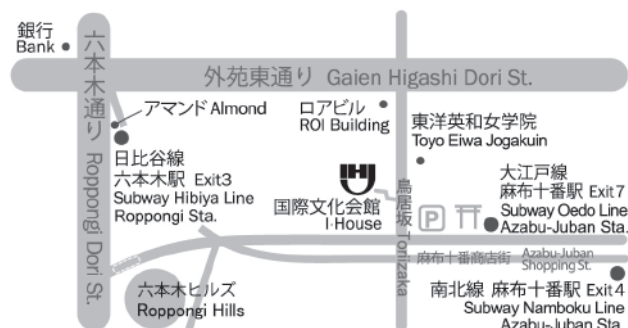 銀行
Bank
六本木通り Roppongi Dori St.
外苑東通り Gaien Higashi Dori St.
アマンド Almond
ロアビル
ROI Building
東洋英和女学院
Toyo Eiwa Jogakuin
日比谷線
六本木駅 Exit3
Subway Hibiya Line
Roppongi Sta.
IHJ
国際文化会館
I-House
鳥居坂 Toriizaka
P
大江戸線
麻布十番駅 Exit7
Subway Oedo Line
Azabu-Juban Sta.
麻布十番商店街 Azabu-Juban
Shopping St.
六本木ヒルズ
Roppongi Hills
南北線 麻布十番駅 Exit4
Subway Namboku Line
Azabu-Juban Sta.